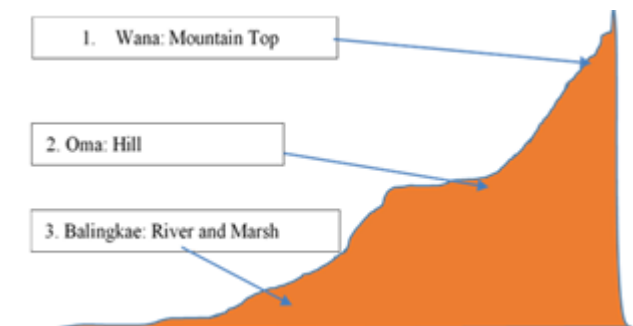 1. Wana: Mountain Top
2. Oma: Hill
3. Balingkae: River and Marsh